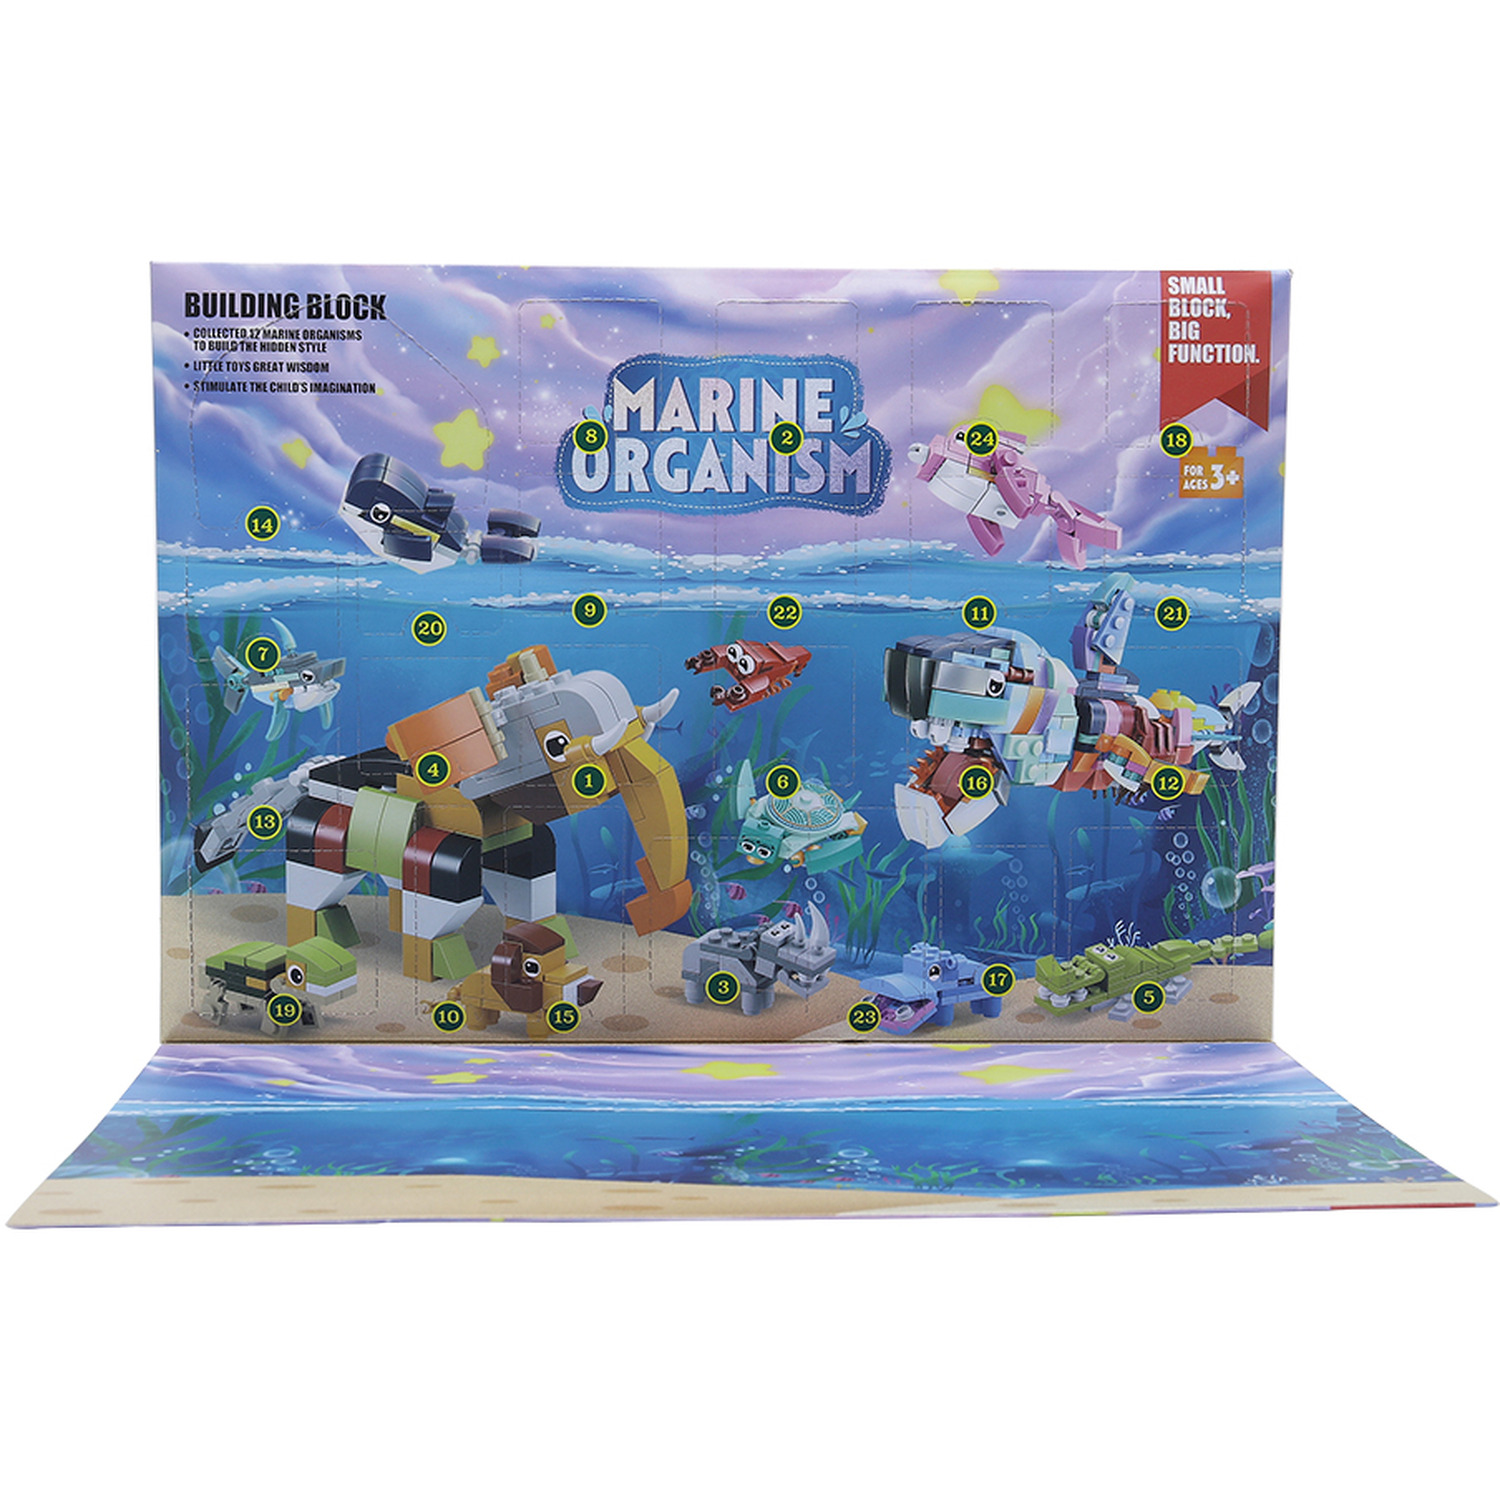 BUILDING BLOCK
• COLLECTED 12 MARINE ORGANISMS
TO BUILD THE HIDDEN STYLE
• LITTLE TOYS GREAT WISDOM
• STIMULATE THE CHILD'S IMAGINATION
SMALL
BLOCK,
BIG
FUNCTION.
MARINE
ORGANISM
FOR
AGES 3+
8
2
24
18
14
20
9
22
11
21
7
4
1
6
16
12
13
19
10
15
3
23
17
5